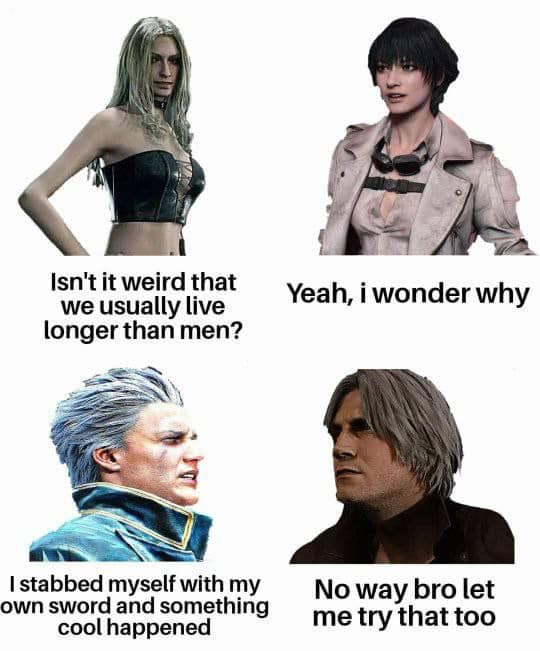 Isn't it weird that
we usually live
longer than men?
Yeah, i wonder why
I stabbed myself with my
own sword and something
cool happened
No way bro let
me try that too